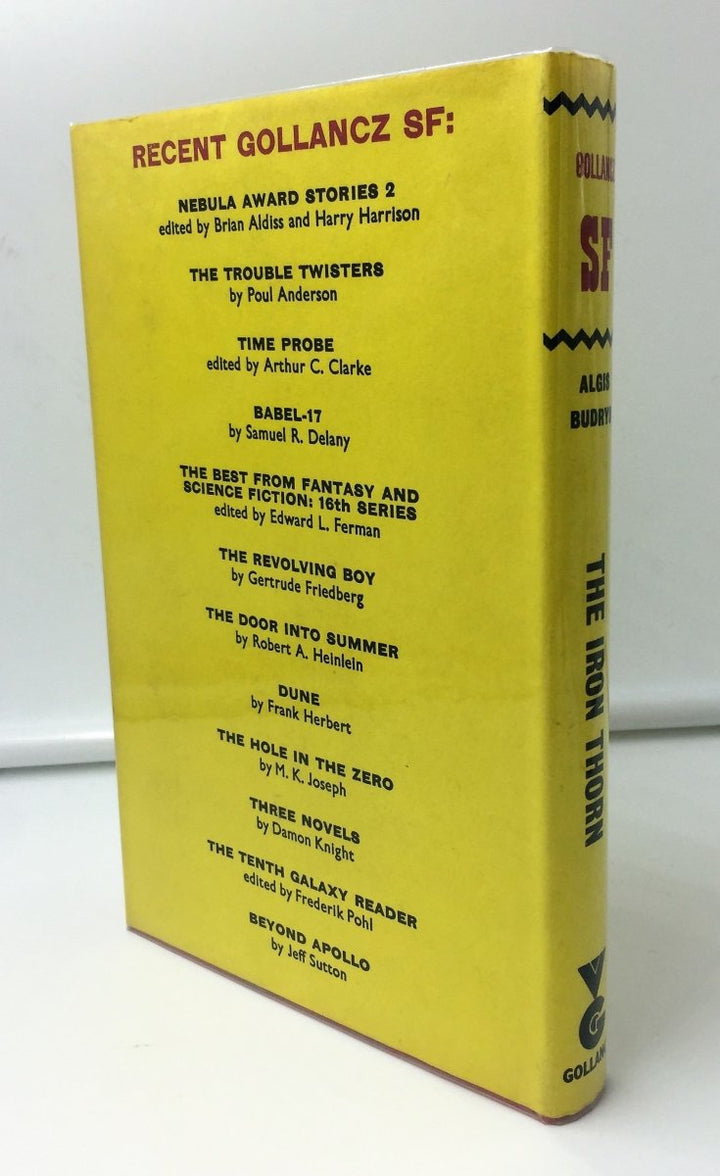 RECENT GOLLANCZ SF:
NEBULA AWARD STORIES 2
edited by Brian Aldiss and Harry Harrison
THE TROUBLE TWISTERS
by Poul Anderson
TIME PROBE
edited by Arthur C. Clarke
BABEL-17
by Samuel R. Delany
THE BEST FROM FANTASY AND
SCIENCE FICTION: 16th SERIES
edited by Edward L. Ferman
THE REVOLVING BOY
by Gertrude Friedberg
THE DOOR INTO SUMMER
by Robert A. Heinlein
DUNE
by Frank Herbert
THE HOLE IN THE ZERO
by M. K. Joseph
THREE NOVELS
by Damon Knight
THE TENTH GALAXY READER
edited by Frederik Pohl
BEYOND APOLLO
by Jeff Sutton
SF
ALGIS
THE IRON THORN
VG